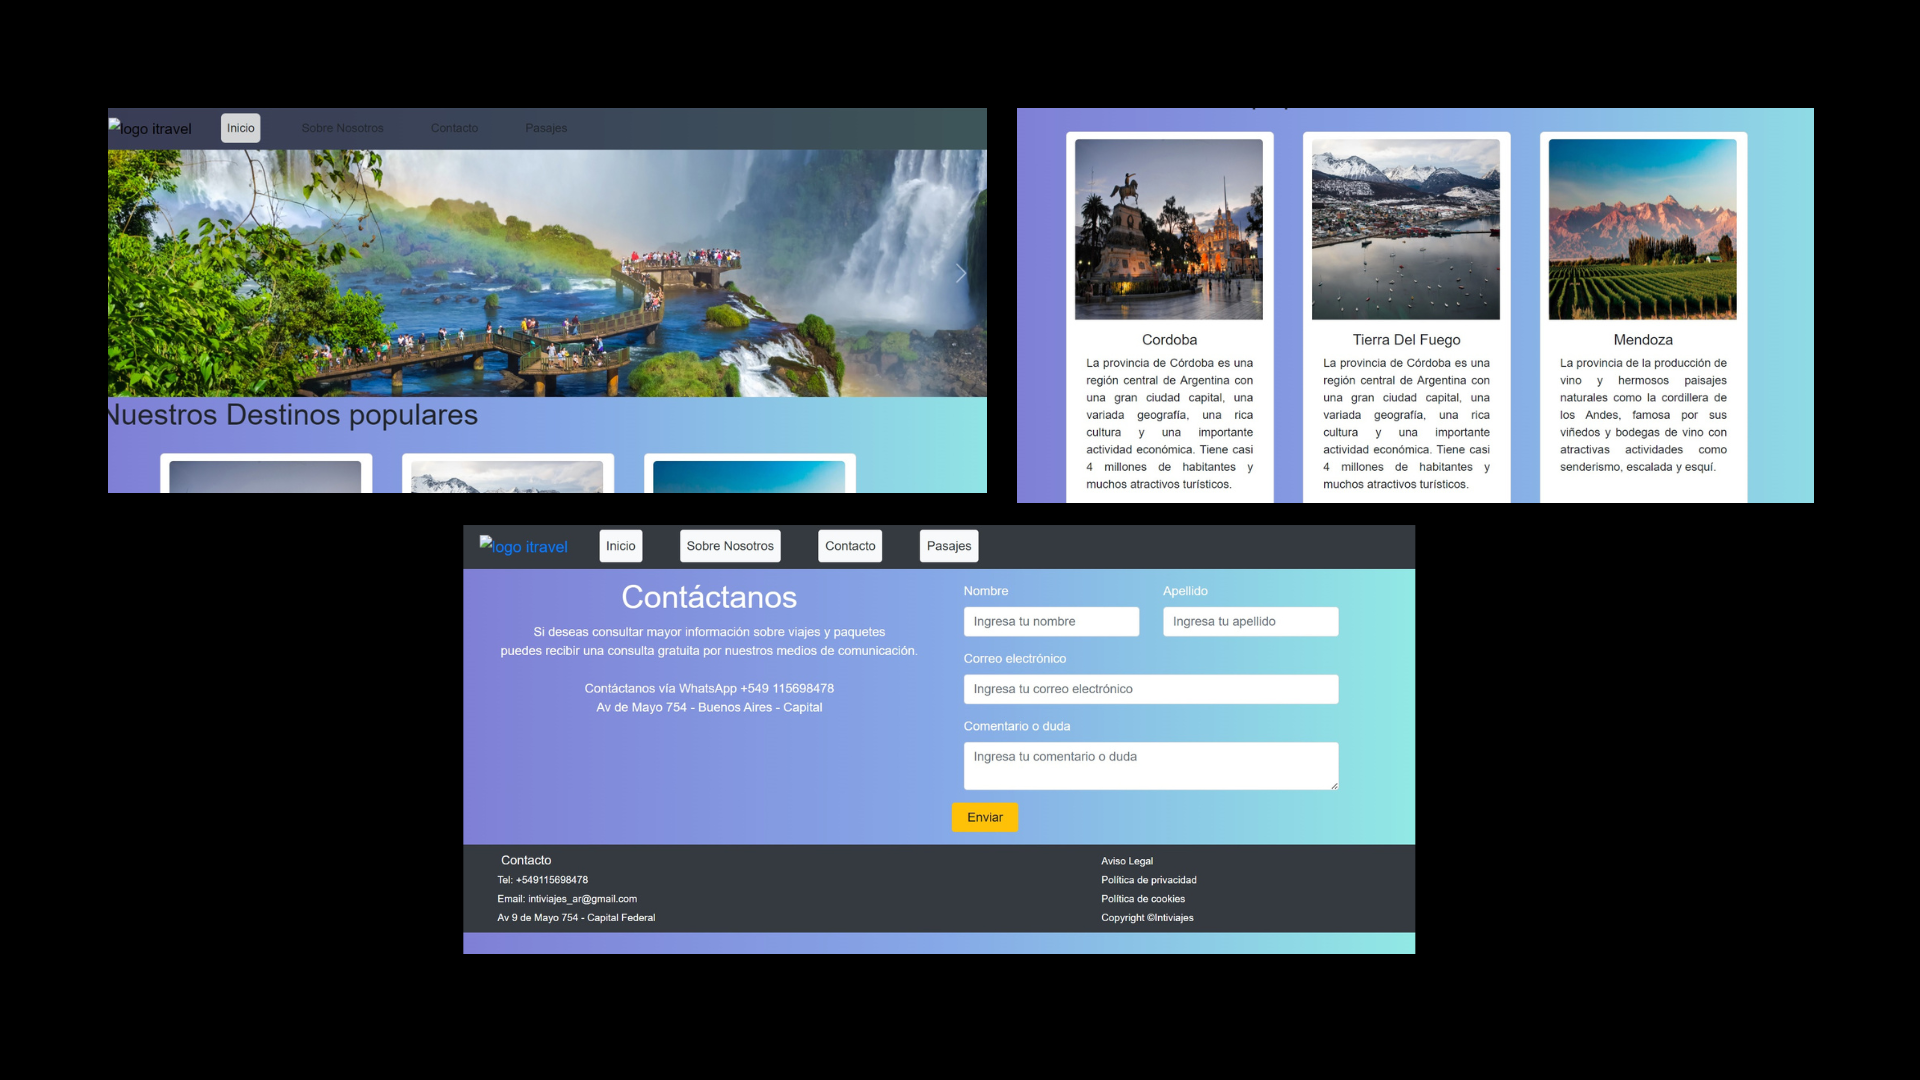 logo itravel
Inicio
Sobre Nosotros
Contacto
Pasajes
Nuestros Destinos populares
Cordoba
La provincia de Córdoba es una
región central de Argentina con
una gran ciudad capital, una
variada geografía, una rica
cultura y una importante
actividad económica. Tiene casi
4 millones de habitantes y
muchos atractivos turísticos.
Tierra Del Fuego
La provincia de Córdoba es una
región central de Argentina con
una gran ciudad capital, una
variada geografía, una rica
cultura y una importante
actividad económica. Tiene casi
4 millones de habitantes y
muchos atractivos turísticos.
Mendoza
La provincia de la producción de
vino y hermosos paisajes
naturales como la cordillera de
los Andes, famosa por sus
viñedos y bodegas de vino con
atractivas actividades como
senderismo, escalada y esquí.
logo itravel
Inicio
Sobre Nosotros
Contacto
Pasajes
Contáctanos
Si deseas consultar mayor información sobre viajes y paquetes
puedes recibir una consulta gratuita por nuestros medios de comunicación.
Contáctanos vía WhatsApp +549 115698478
Av de Mayo 754 - Buenos Aires - Capital
Nombre
Apellido
Ingresa tu nombre
Ingresa tu apellido
Correo electrónico
Ingresa tu correo electrónico
Comentario o duda
Ingresa tu comentario o duda
Enviar
Contacto
Tel: +549115698478
Email: intiviajes_ar@gmail.com
Av 9 de Mayo 754 - Capital Federal
Aviso Legal
Política de privacidad
Política de cookies
Copyright ©Intiviajes